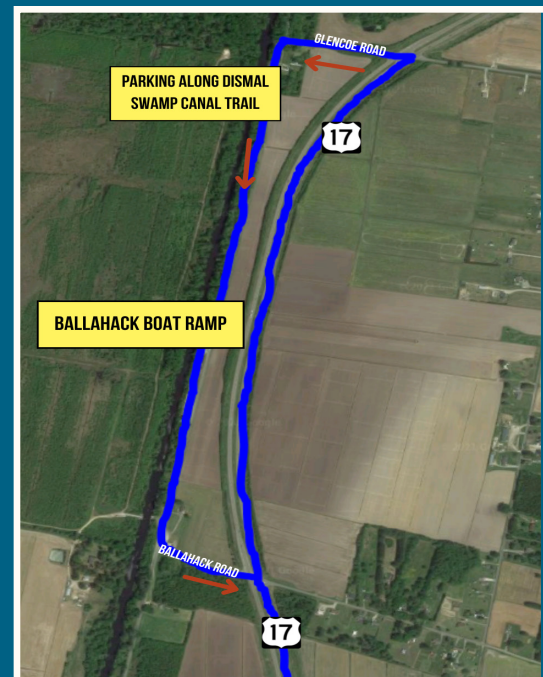 GLENCOE ROAD
PARKING ALONG DISMAL
SWAMP CANAL TRAIL
17
BALLAHACK BOAT RAMP
BALLAHACK ROAD
17